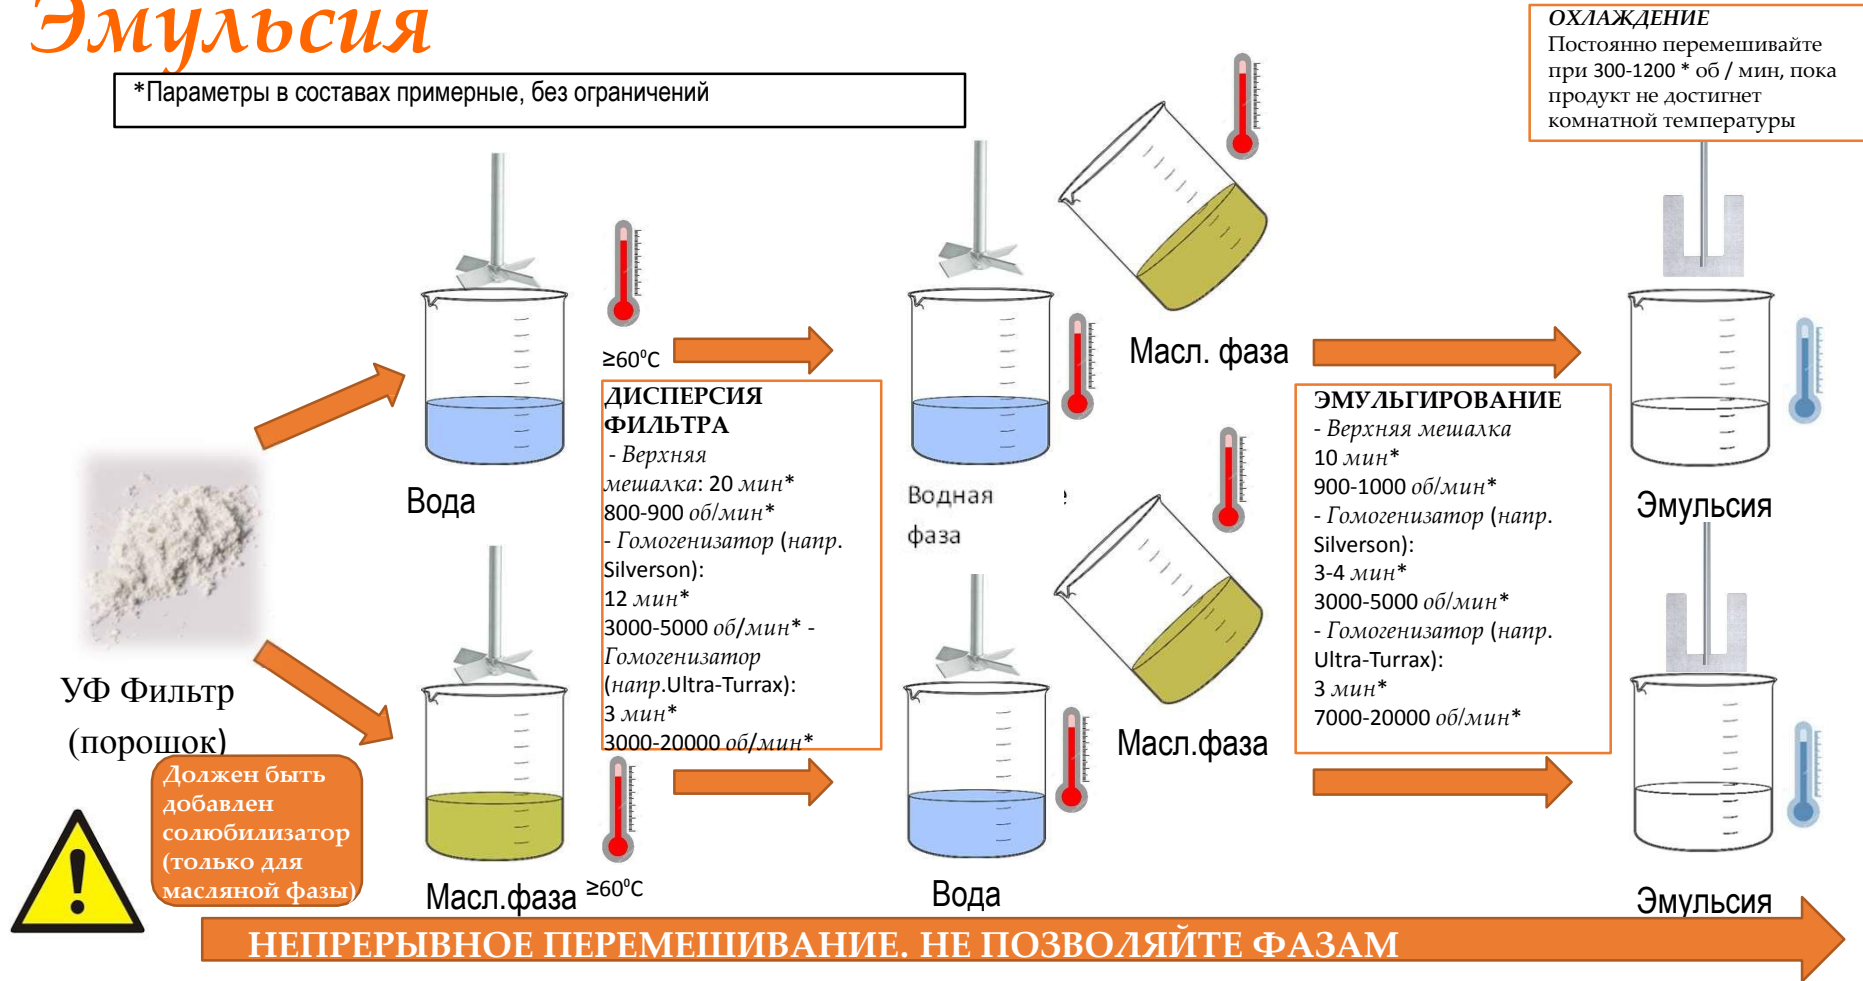 Эмульсия
*Параметры в составах примерные, без ограничений
ОХЛАЖДЕНИЕ
Постоянно перемешивайте
при 300-1200 * об / мин, пока
продукт не достигнет
комнатной температуры
≥60⁰C
Масл. фаза
ДИСПЕРСИЯ
ФИЛЬТРА
- Верхняя
мешалка: 20 мин*
800-900 об/мин*
- Гомогенизатор (напр.
Silverson):
12 мин*
3000-5000 об/мин* -
Гомогенизатор
(напр.Ultra-Turrax):
3 мин*
3000-20000 об/мин*
ЭМУЛЬГИРОВАНИЕ
- Верхняя мешалка
10 мин*
900-1000 об/мин*
- Гомогенизатор (напр.
Silverson):
3-4 мин*
3000-5000 об/мин*
- Гомогенизатор (напр.
Ultra-Turrax):
3 мин*
7000-20000 об/мин*
Вода
Водная
фаза
Эмульсия
УФ Фильтр
(порошок)
Масл.фаза
Должен быть
добавлен
солюбилизатор
(только для
масляной фазы)
Масл.фаза
≥60⁰C
Вода
Эмульсия
НЕПРЕРЫВНОЕ ПЕРЕМЕШИВАНИЕ. НЕ ПОЗВОЛЯЙТЕ ФАЗАМ